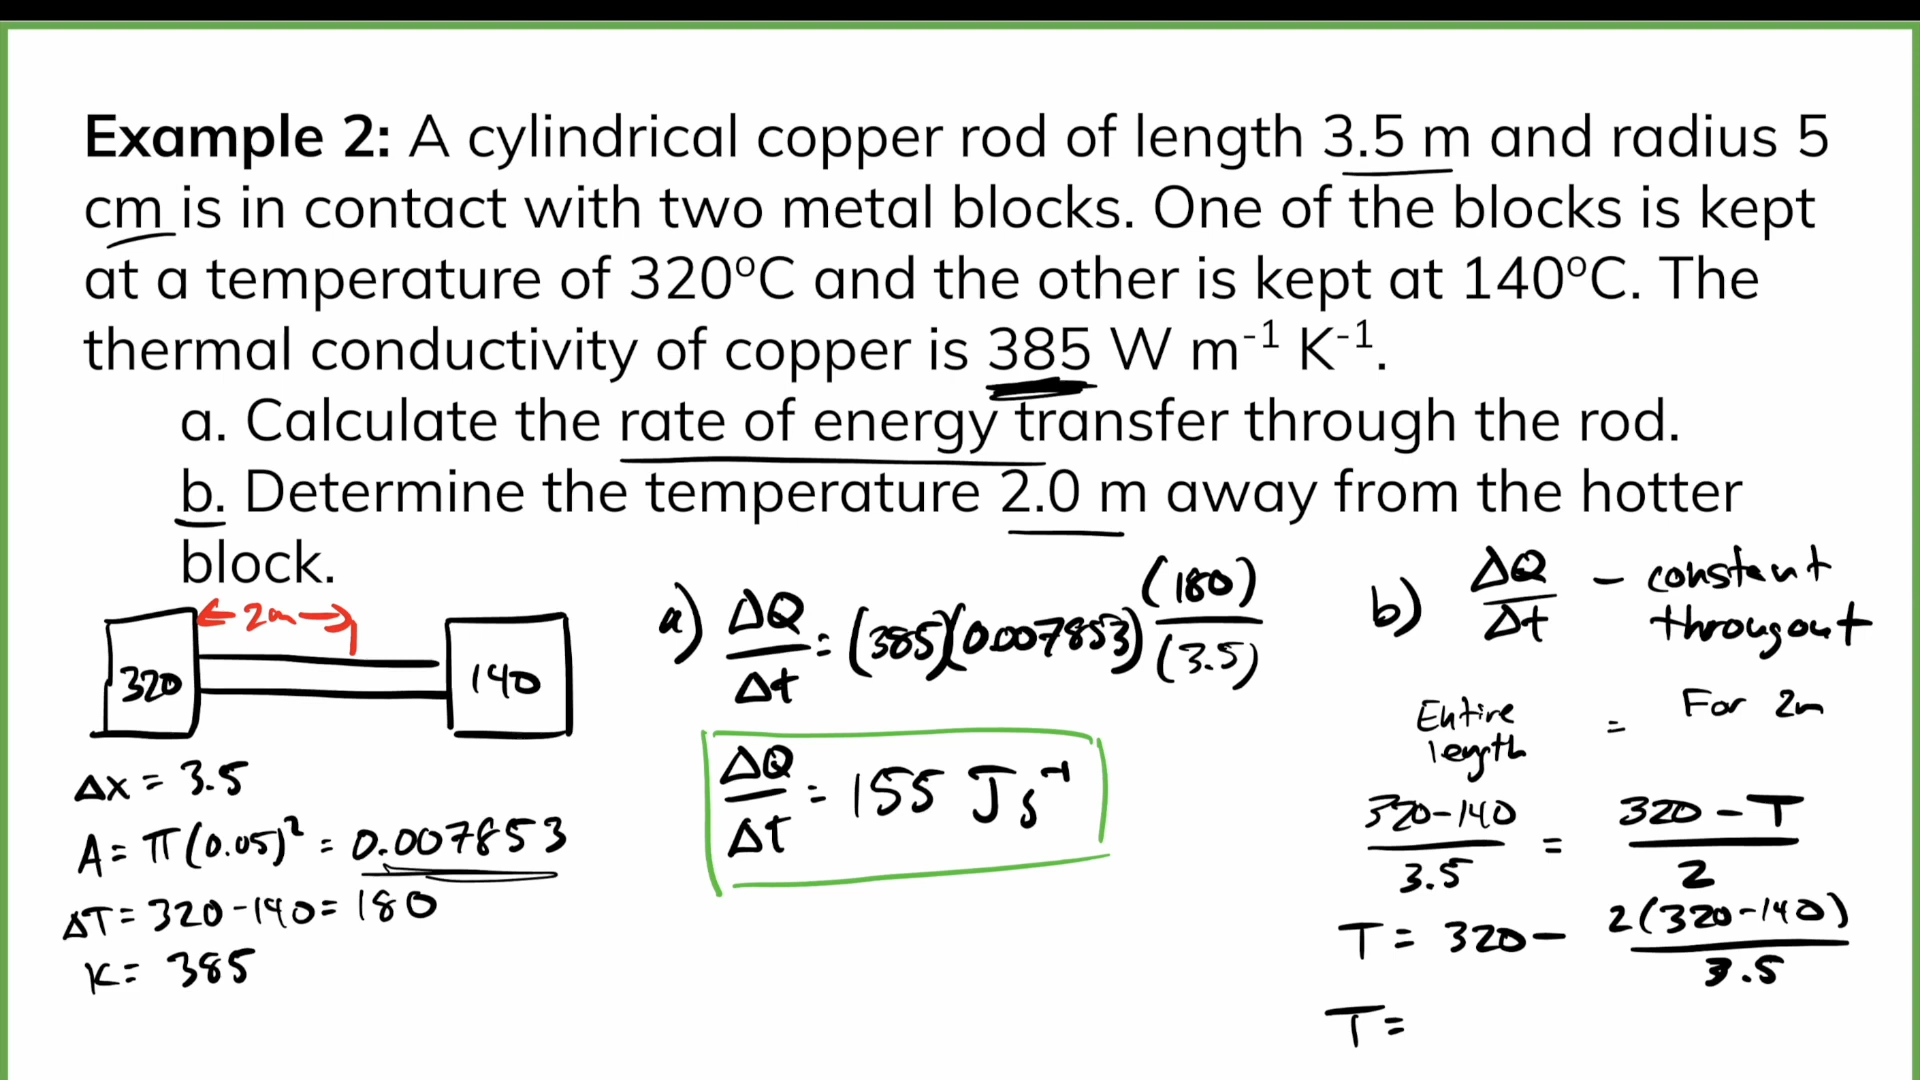 Example 2: A cylindrical copper rod of length 3.5 m and radius 5
cm is in contact with two metal blocks. One of the blocks is kept
at a temperature of 320ºC and the other is kept at 140ºC. The
thermal conductivity of copper is 385 W m⁻¹ K⁻¹.
a. Calculate the rate of energy transfer through the rod.
b. Determine the temperature 2.0 m away from the hotter
block.
2m
320
140
Δx = 3.5
A = π(0.05)² = 0.007853
ΔT = 320-140 = 180
K = 385
a) ΔQ/Δt = (385)(0.007853) (180)/(3.5)
ΔQ/Δt = 155 J s⁻¹
b) ΔQ/Δt - constant
througout
Entire length = For 2m
320-140/3.5 = 320-T/2
T = 320 - 2(320-140)/3.5
T =